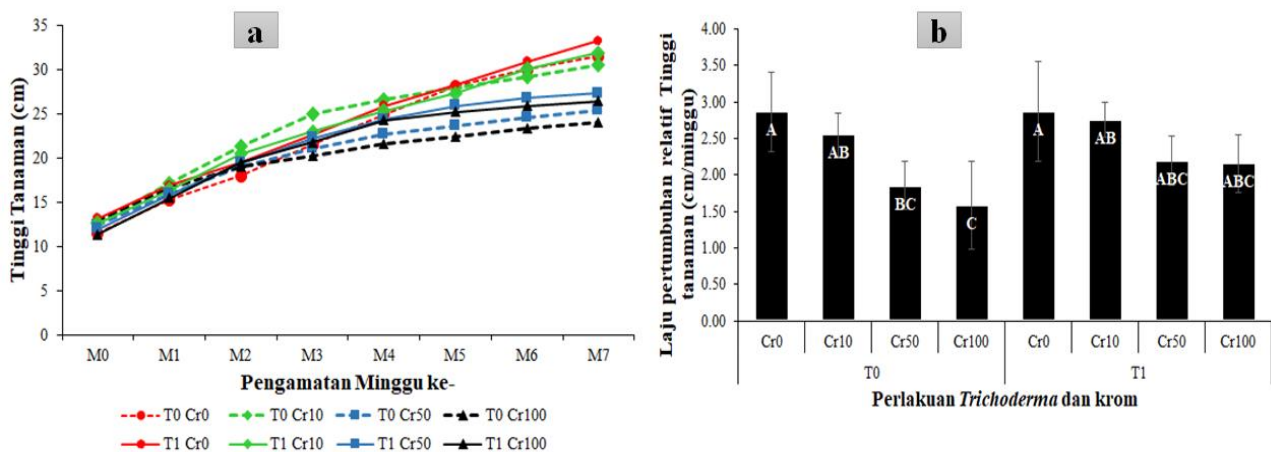 a
Tinggi Tanaman (cm)
35
30
25
20
15
10
5
0
M0 M1 M2 M3 M4 M5 M6 M7
Pengamatan Minggu ke-
T0 Cr0 T0 Cr10 T0 Cr50 T0 Cr100
T1 Cr0 T1 Cr10 T1 Cr50 T1 Cr100
b
Laju pertumbuhan relatif Tinggi
tanaman (cm/minggu)
4.00
3.50
3.00
2.50
2.00
1.50
1.00
0.50
0.00
A AB BC C A AB ABC ABC
Cr0 Cr10 Cr50 Cr100 Cr0 Cr10 Cr50 Cr100
T0 T1
Perlakuan Trichoderma dan krom